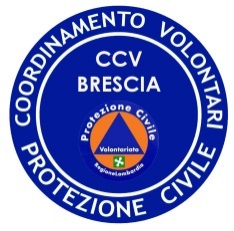 COORDINAMENTO VOLONTARI
CCV
BRESCIA
Protezione Civile
Volontariato
RegioneLombardia
PROTEZIONE CIVILE